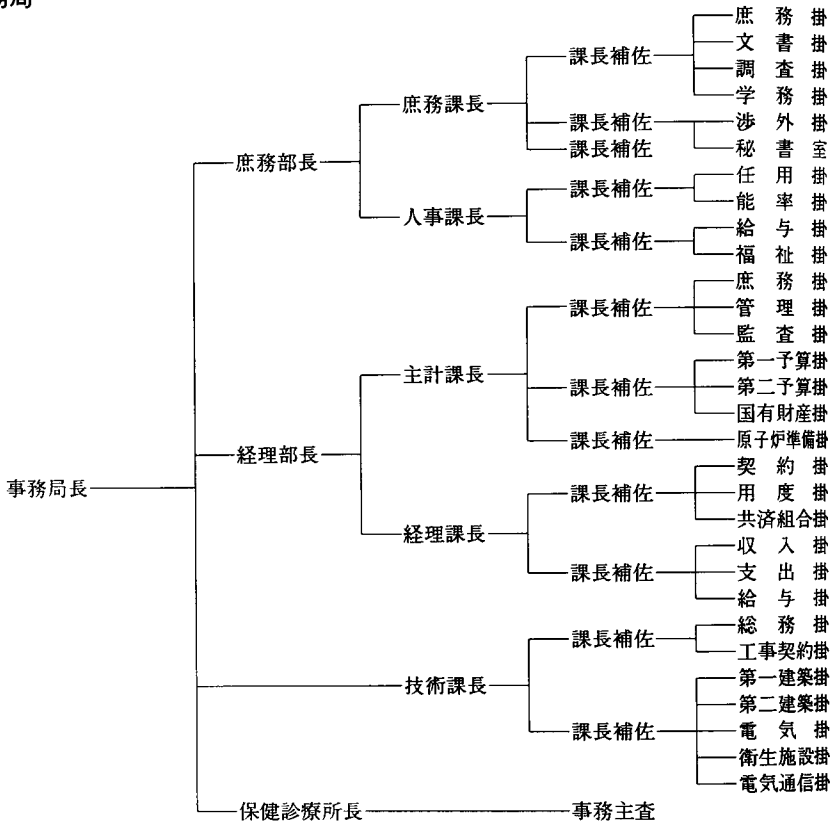 務局
事務局長
庶務部長
庶務課長
課長補佐
庶務掛
文書掛
調査掛
学務掛
課長補佐
渉外掛
秘書室
課長補佐
人事課長
課長補佐
任用掛
能率掛
課長補佐
給与掛
福祉掛
経理部長
主計課長
課長補佐
庶務掛
管理掛
監査掛
課長補佐
第一予算掛
第二予算掛
国有財産掛
課長補佐
原子炉準備掛
経理課長
課長補佐
契約掛
用度掛
共済組合掛
課長補佐
収入掛
支出掛
給与掛
技術課長
課長補佐
総務掛
工事契約掛
課長補佐
第一建築掛
第二建築掛
電気掛
衛生施設掛
電気通信掛
保健診療所長
事務主査